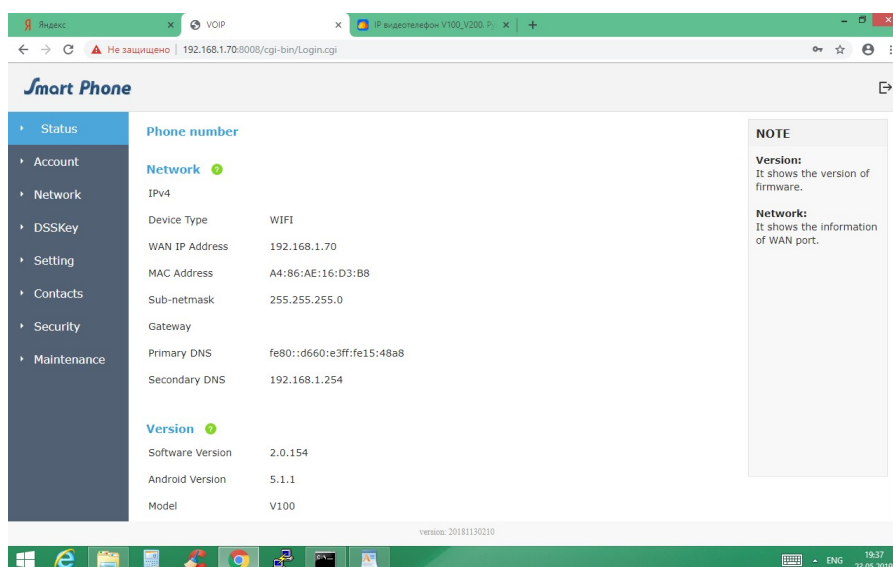 Яндекс
VOIP
IP видеотелефон V100_V200. Ру
Не защищено | 192.168.1.70:8008/cgi-bin/Login.cgi
Smart Phone
Status
Account
Network
DSSKey
Setting
Contacts
Security
Maintenance
Phone number
Network
IPv4
Device Type WIFI
WAN IP Address 192.168.1.70
MAC Address A4:86:AE:16:D3:B8
Sub-netmask 255.255.255.0
Gateway
Primary DNS fe80::d660:e3ff:fe15:48a8
Secondary DNS 192.168.1.254
Version
Software Version 2.0.154
Android Version 5.1.1
Model V100
NOTE
Version:
It shows the version of
firmware.
Network:
It shows the information
of WAN port.
version: 20181130210
ENG
19:37